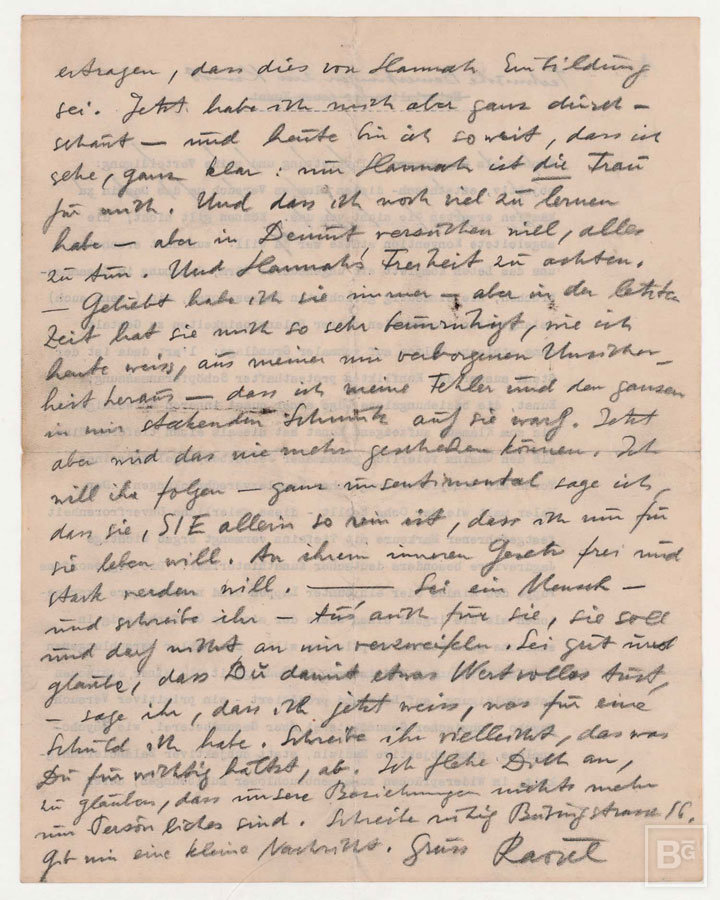 ertragen, dass dies von Hannah Einbildung
sei. Jetzt habe ich mich aber ganz durch-
schaut — und heute bin ich soweit, dass ich
sehe, ganz klar: nur Hannah ist die Frau
für mich. Und dass ich noch viel zu lernen
habe — aber in Demut versuchen will, alles
zu tun. Und Hannah's Freiheit zu achten.
— Geliebt habe ich sie immer — aber in der letzten
Zeit hat sie mich so sehr beunruhigt, wie ich
heute weiss, aus meiner mir verborgenen Unsicher-
heit heraus — dass ich meine Fehler und den ganzen
in mir steckenden Schmutz auf sie warf. Jetzt
aber wird das nie mehr geschehen können. Ich
will ihr folgen — ganz unsentimental sage ich,
dass sie, SIE allein so rein ist, dass ich nur für
sie leben will. An ihrem inneren Gesetz frei und
stark werden will. — Sei ein Mensch —
und schreibe ihr — tu's auch für sie, sie soll
und darf nicht an mir verzweifeln. Sei gut und
glaube, dass Du damit etwas Wertvolles tust,
— sage ihr, dass ich jetzt weiss, was für eine
Schuld ich habe. Schreibe ihr vielleicht, das was
Du für wichtig hältst, ab. Ich flehe Dich an,
zu glauben, dass unsere Beziehungen nichts mehr
nur Persönliches sind. Schreibe ruhig 16.
gib mir eine kleine Nachricht. Gruss Raoul
BG